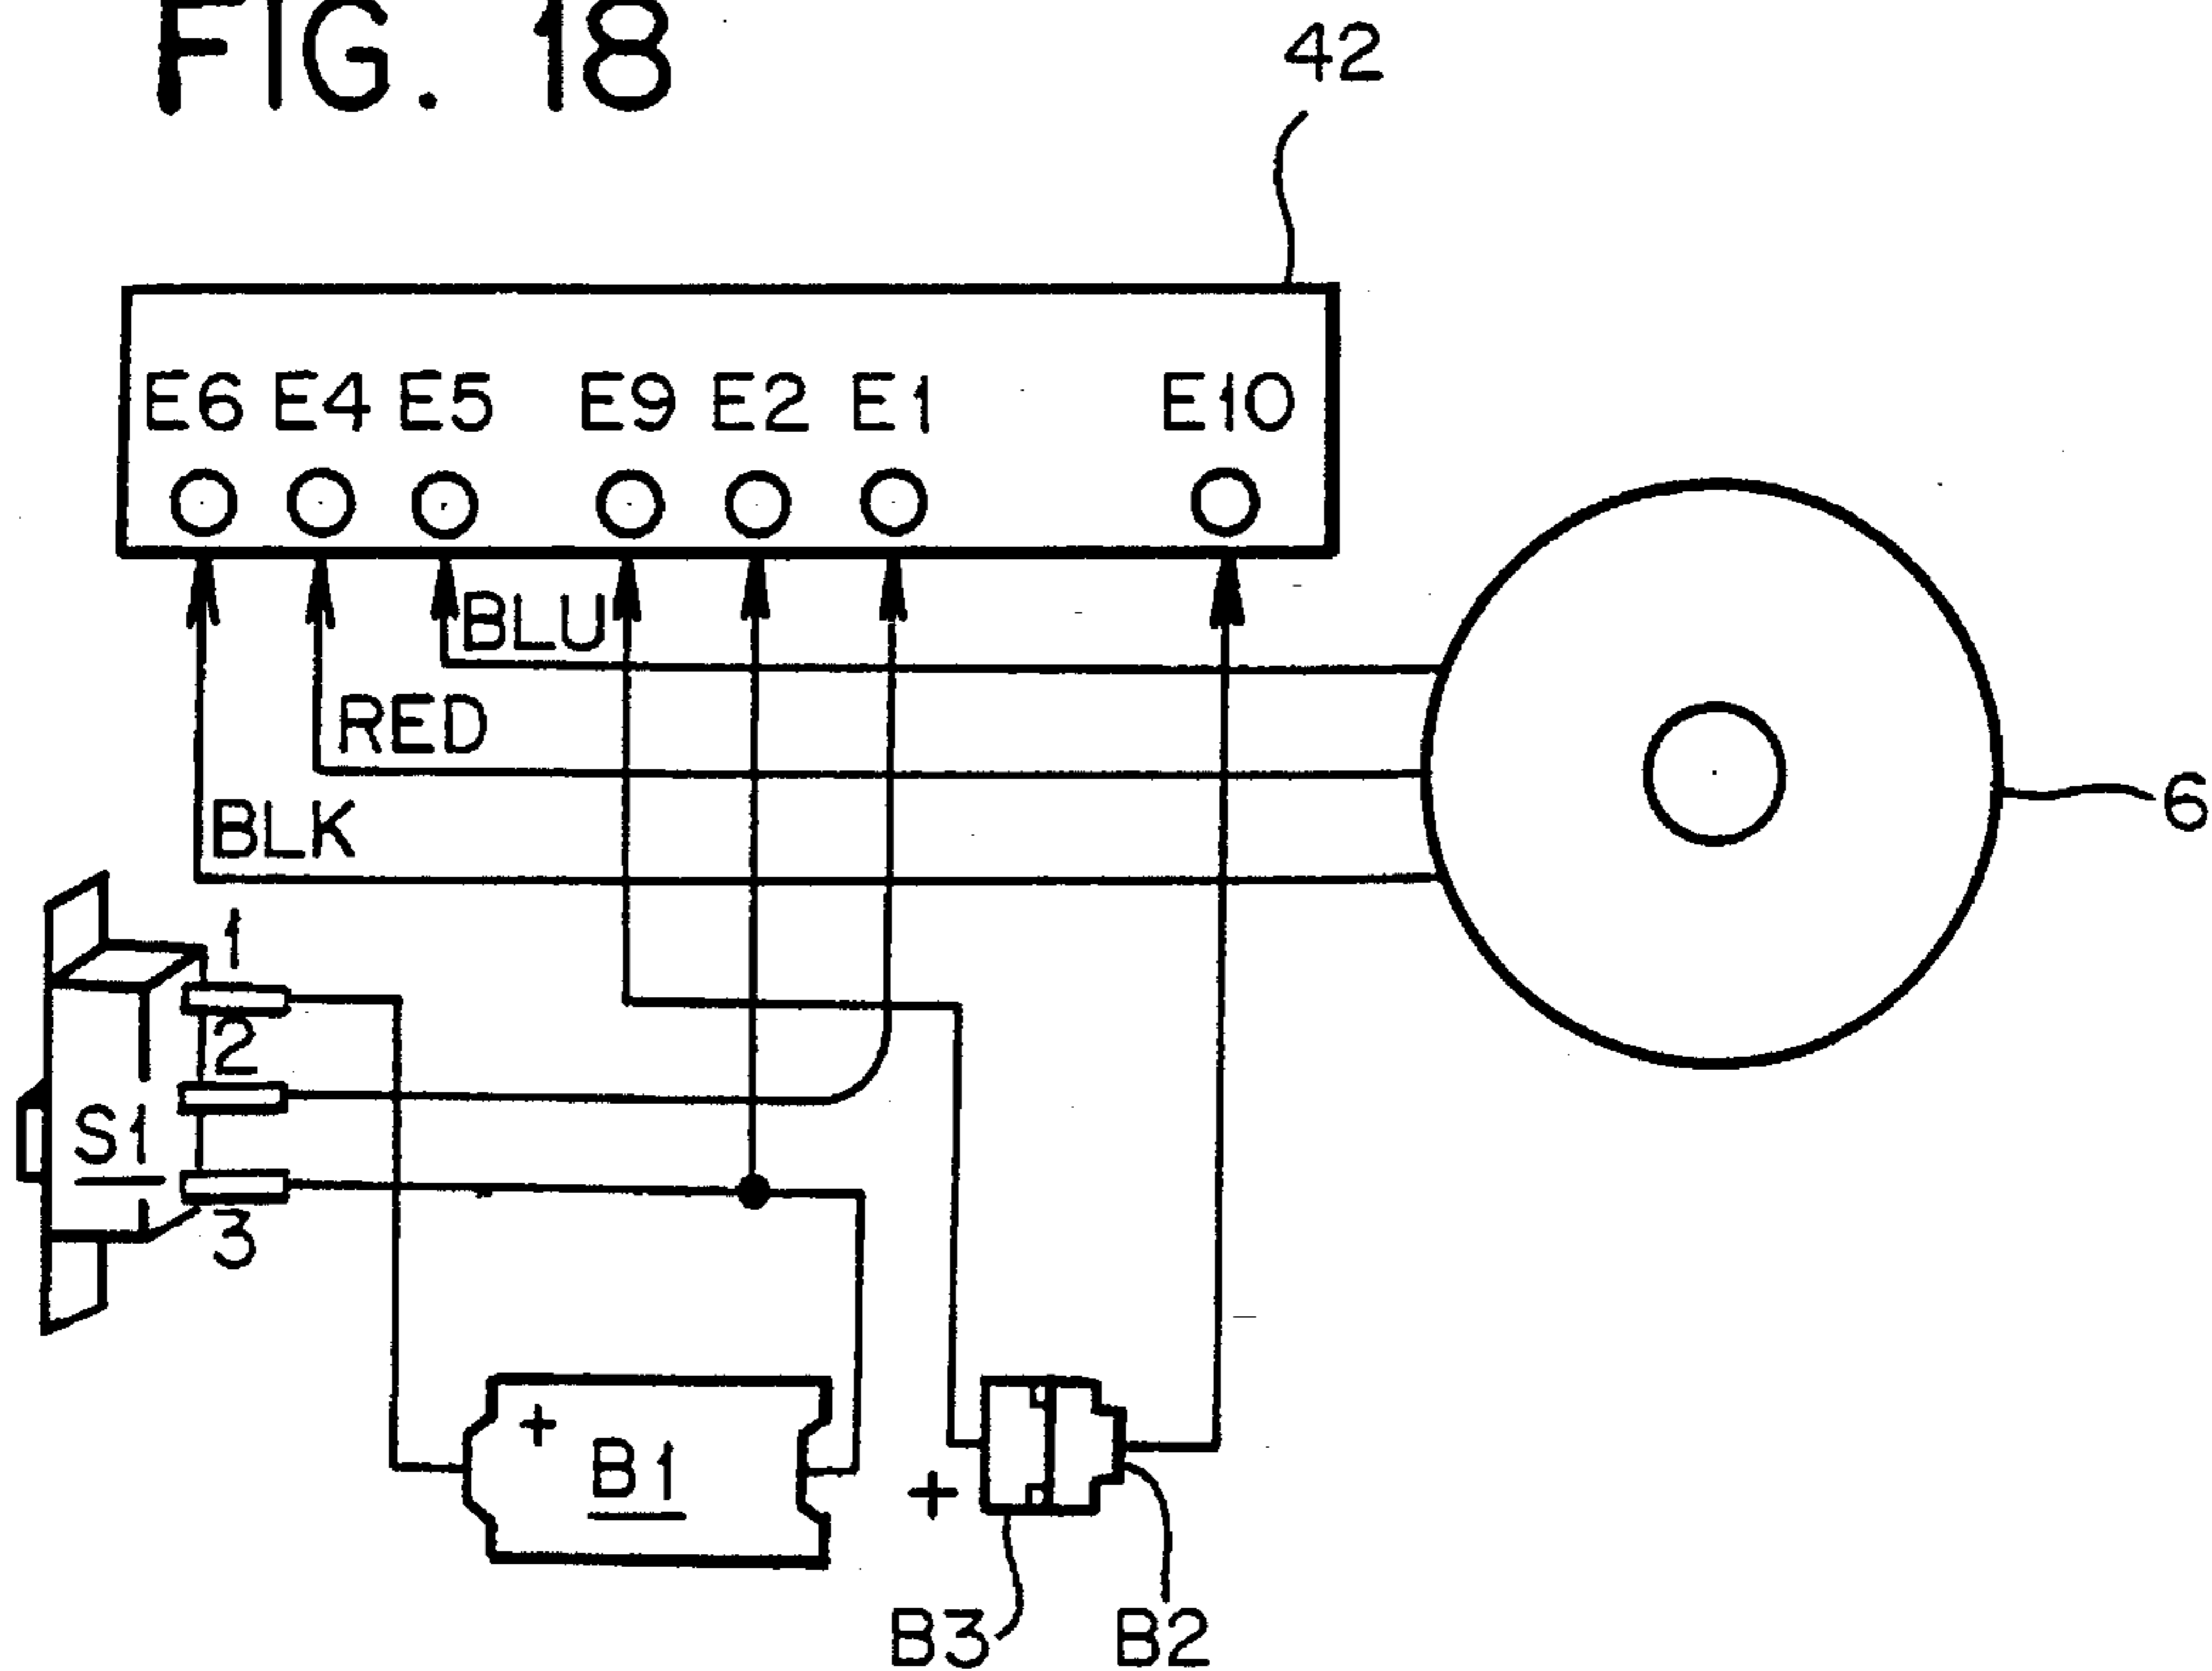 FIG. 18
42
E6 E4 E5 E9 E2 E1 E10
BLU
RED
6
BLK
1
2
S1
3
+
B1
+
B3 B2